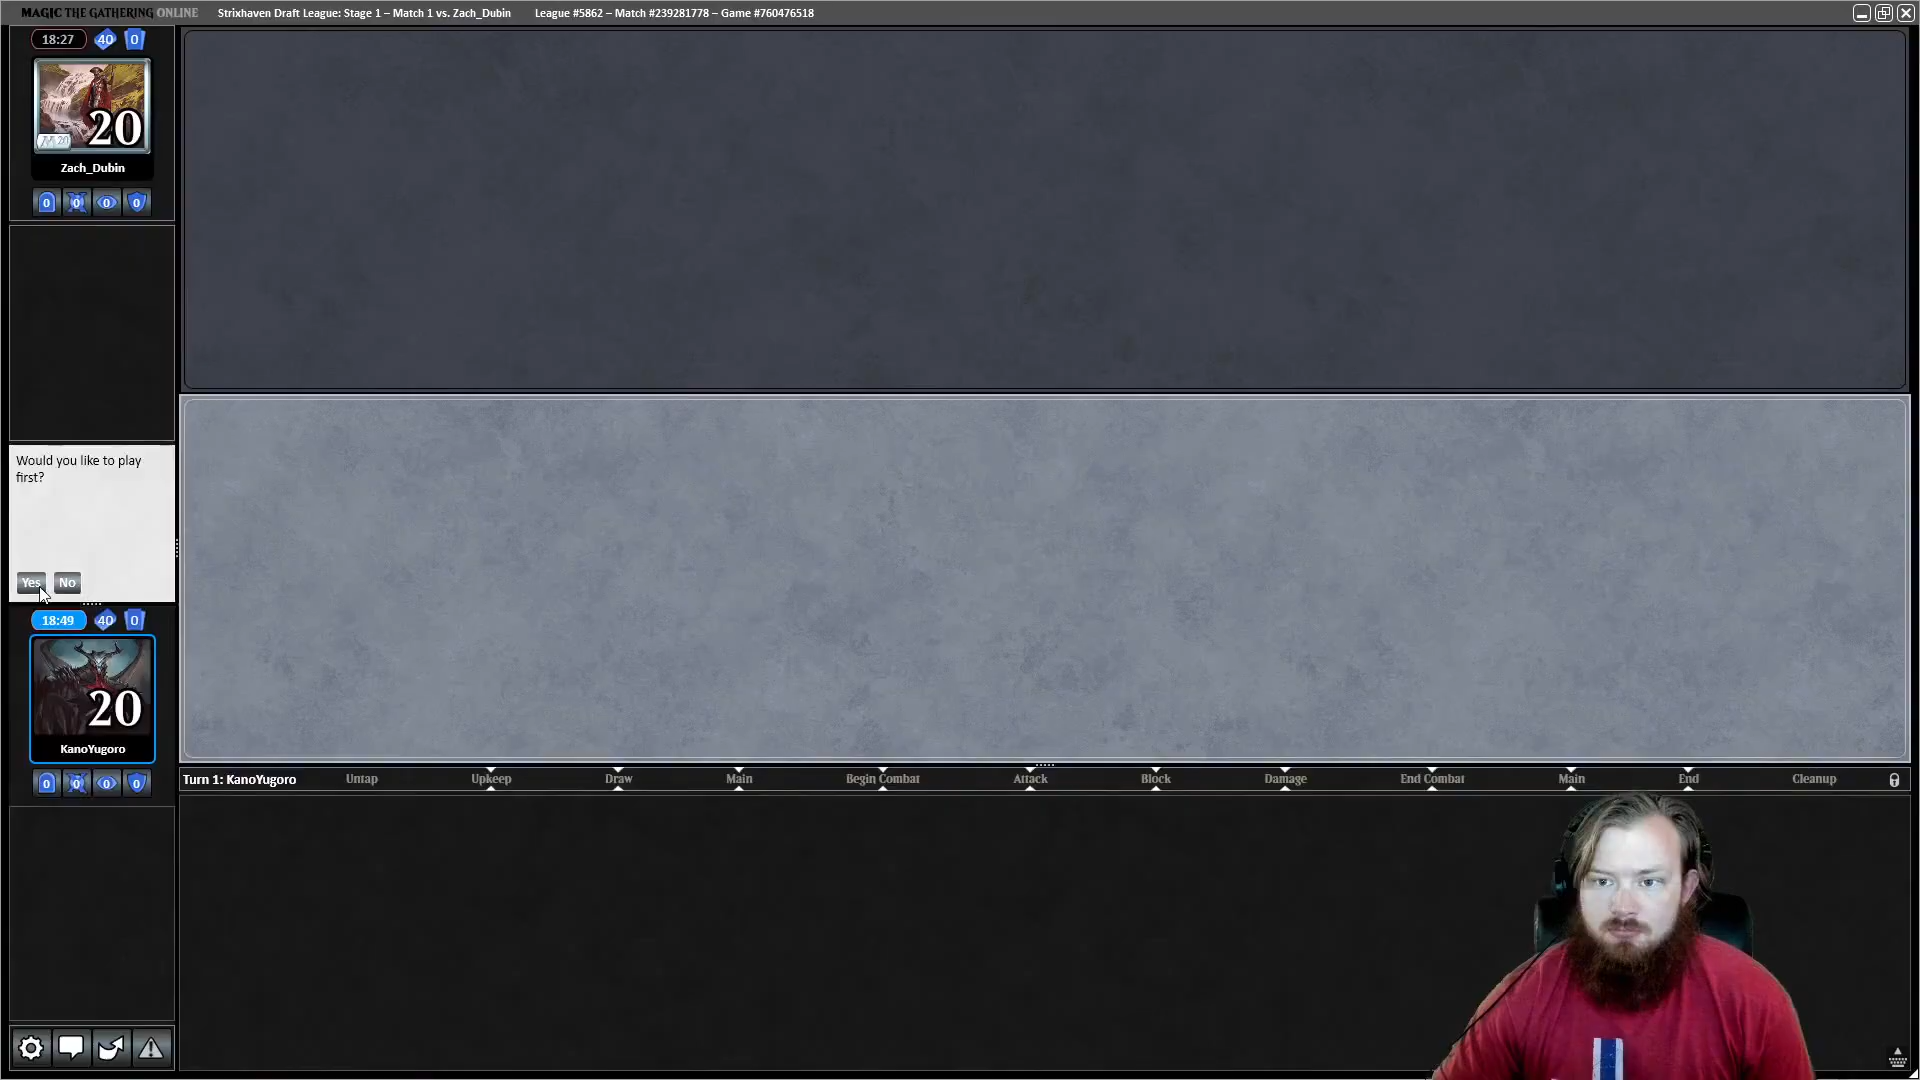 MAGIC THE GATHERING ONLINE Strixhaven Draft League: Stage 1 – Match 1 vs. Zach_Dubin League #5862 – Match #239281778 – Game #760476518
18:27 40 0
20
Zach_Dubin
0 0 0 0
Would you like to play
first?
Yes No
18:49 40 0
20
KanoYugoro
0 0 0 0
Turn 1: KanoYugoro Untap Upkeep Draw Main Begin Combat Attack Block Damage End Combat Main End Cleanup